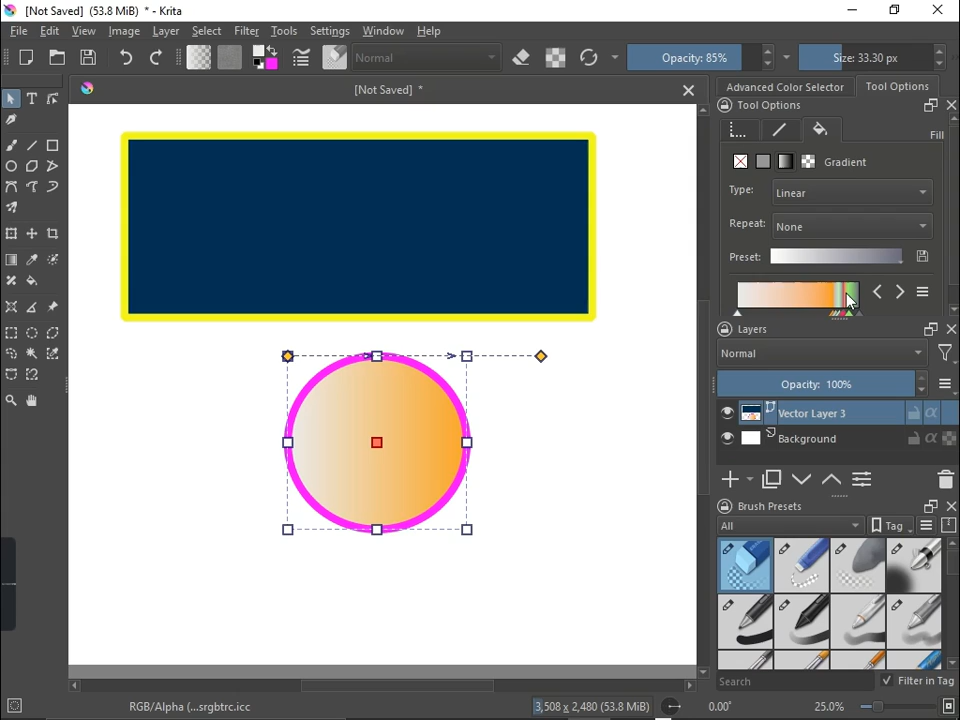 [Not Saved] (53.8 MiB) * - Krita
File Edit View Image Layer Select Filter Tools Settings Window Help
Normal
Opacity: 85%
Size: 33.30 px
[Not Saved] *
Advanced Color Selector
Tool Options
Tool Options
Fill
Gradient
Type:
Linear
Repeat:
None
Preset:
Layers
Normal
Opacity: 100%
Vector Layer 3
Background
Brush Presets
All
Tag
Search
Filter in Tag
RGB/Alpha (...srgbtrc.icc
3,508 x 2,480 (53.8 MiB)
0.00°
25.0%